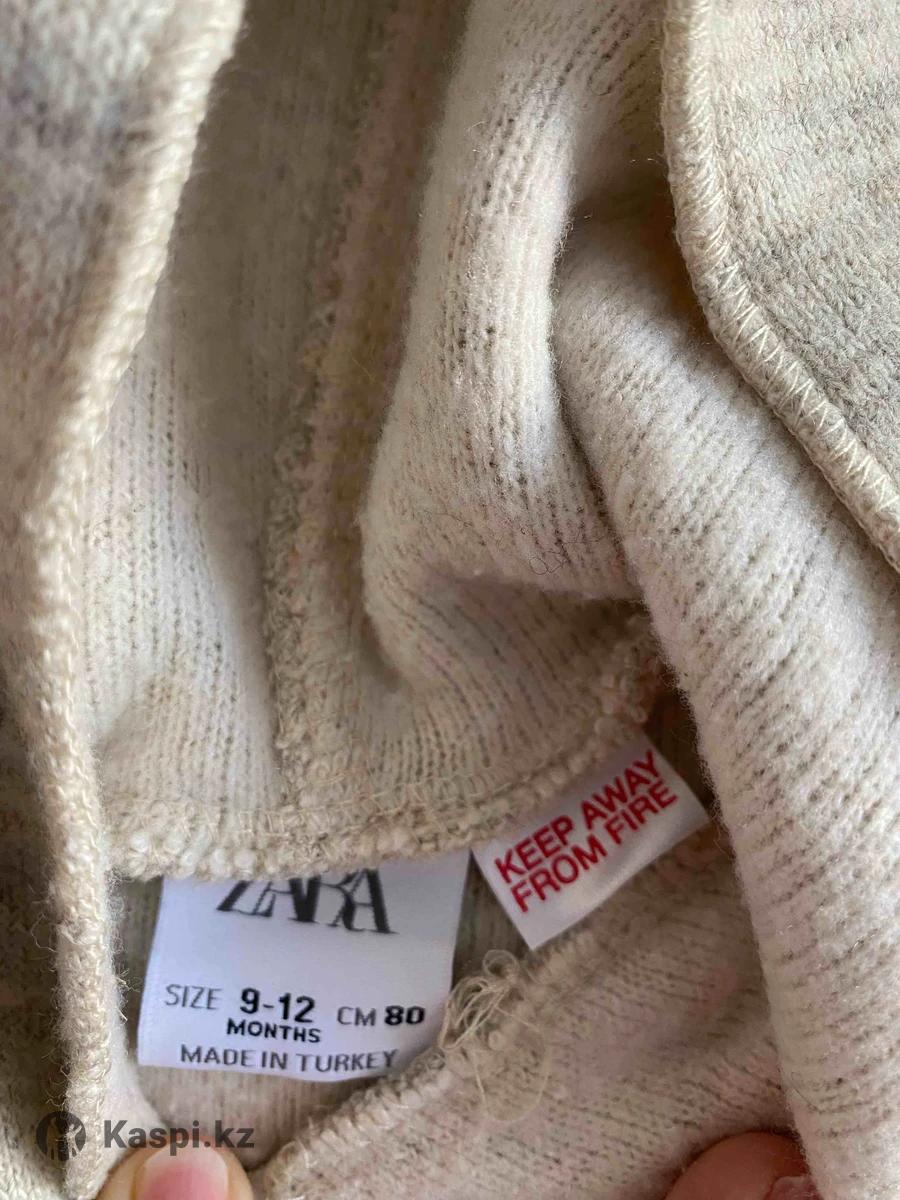 KEEP AWAY
FROM FIRE
ZARA
SIZE 9-12 CM 80
MONTHS
MADE IN TURKEY
Kaspi.kz